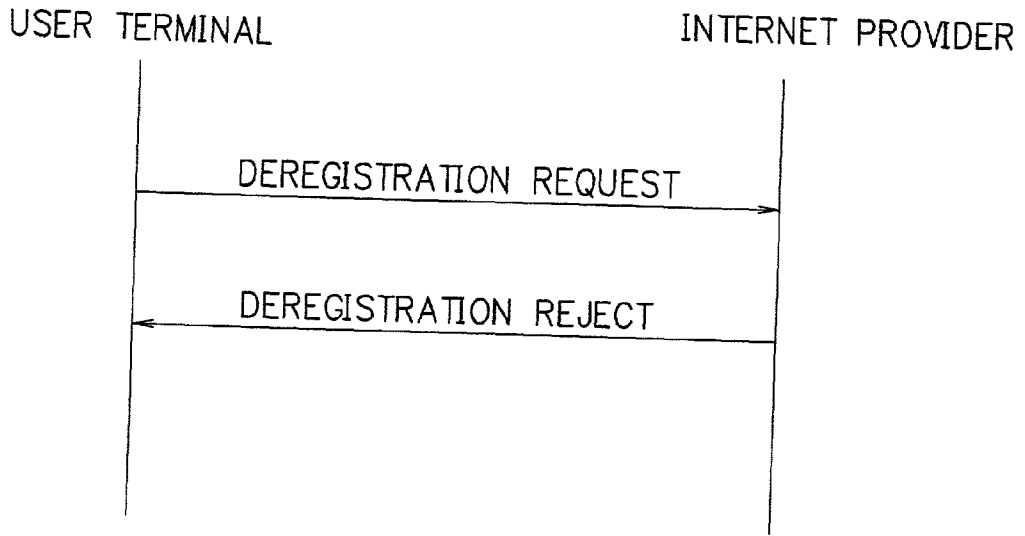 USER TERMINAL
INTERNET PROVIDER
DEREGISTRATION REQUEST
DEREGISTRATION REJECT